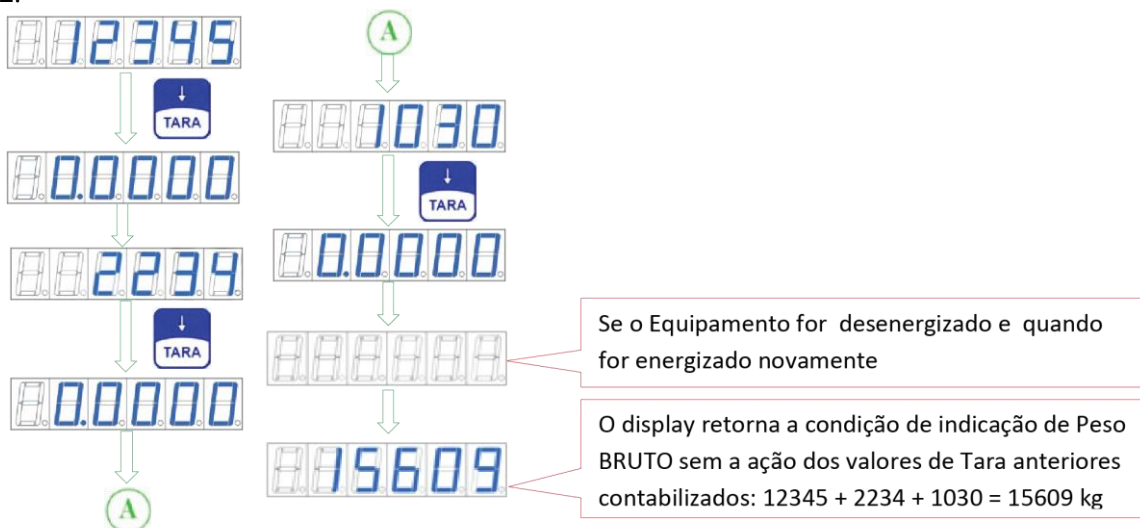 12345
TARA
0.0000
2234
TARA
0.0000
A
A
1030
TARA
0.0000
Se o Equipamento for desenergizado e quando
for energizado novamente
15609
O display retorna a condição de indicação de Peso
BRUTO sem a ação dos valores de Tara anteriores
contabilizados: 12345 + 2234 + 1030 = 15609 kg